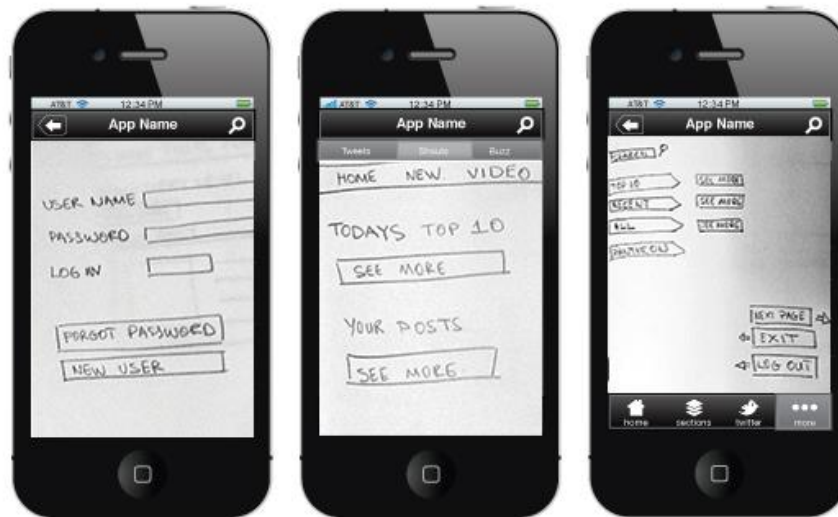 AT&T 12:34 PM
App Name
USER NAME
PASSWORD
LOG IN
FORGOT PASSWORD
NEW USER
AT&T 12:34 PM
App Name
Tweets Shouts Buzz
HOME NEW VIDEO
TODAYS TOP 10
SEE MORE
YOUR POSTS
SEE MORE
AT&T 12:34 PM
App Name
SEARCH
TOP 10 SEE MORE
RECENT SEE MORE
ALL SEE MORE
NEXT PAGE
EXIT
LOG OUT
home sections twitter more